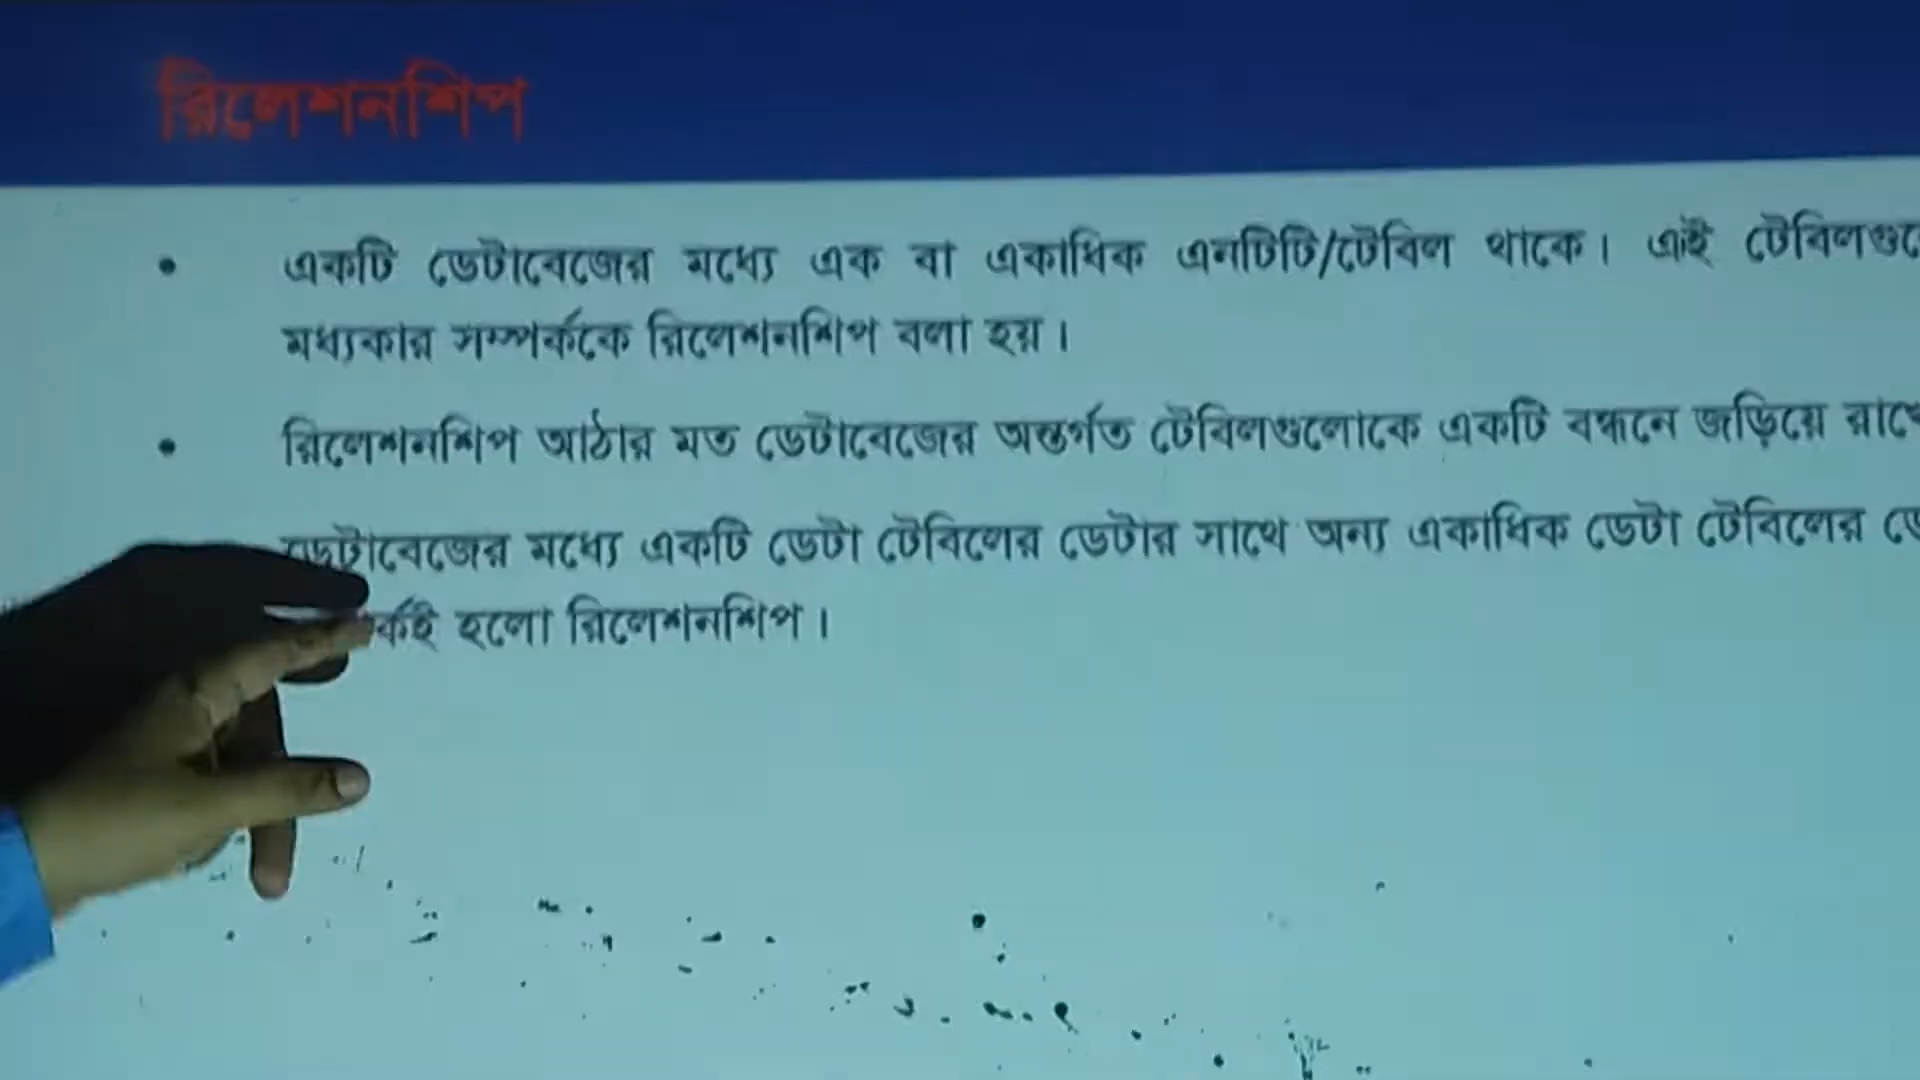 রিলেশনশিপ
একটি ডেটাবেজের মধ্যে এক বা একাধিক এনটিটি/টেবিল থাকে। এই
মধ্যকার সম্পর্ককে রিলেশনশিপ বলা হয়।
রিলেশনশিপ আঠার মত ডেটাবেজের অন্তর্গত টেবিলগুলোকে একটি বন্ধনে জড়িয়ে
ডেটাবেজের মধ্যে একটি ডেটা টেবিলের ডেটার সাথে অন্য একাধিক ডেটা টেবিলের
হলো রিলেশনশিপ।